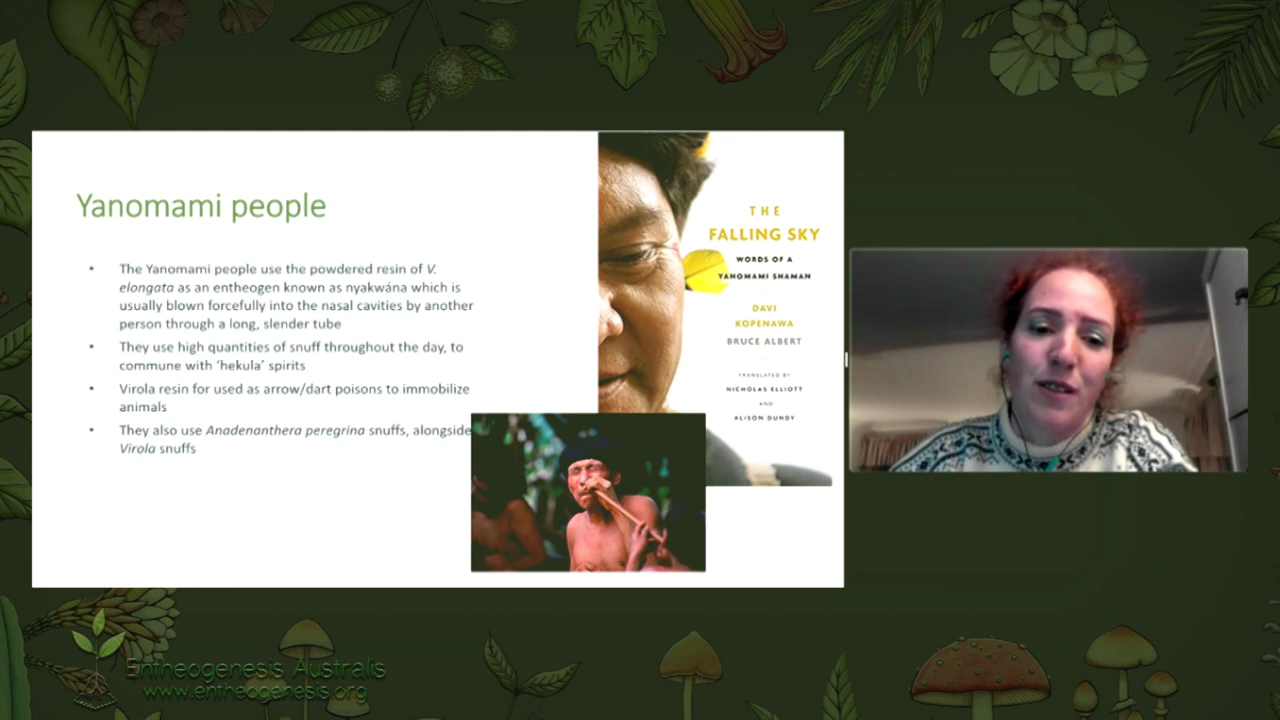 Yanomami people
• The Yanomami people use the powdered resin of V.
elongata as an entheogen known as nyakwána which is
usually blown forcefully into the nasal cavities by another
person through a long, slender tube
• They use high quantities of snuff throughout the day, to
commune with ‘hekula’ spirits
• Virola resin for used as arrow/dart poisons to immobilize
animals
• They also use Anadenanthera peregrina snuffs, alongside
Virola snuffs
THE
FALLING SKY
WORDS OF A
YANOMAMI SHAMAN
DAVI
KOPENAWA
BRUCE ALBERT
TRANSLATED BY
NICHOLAS ELLIOTT
AND
ALISON DUNDY
Entheogenesis Australis
www.entheogenesis.org